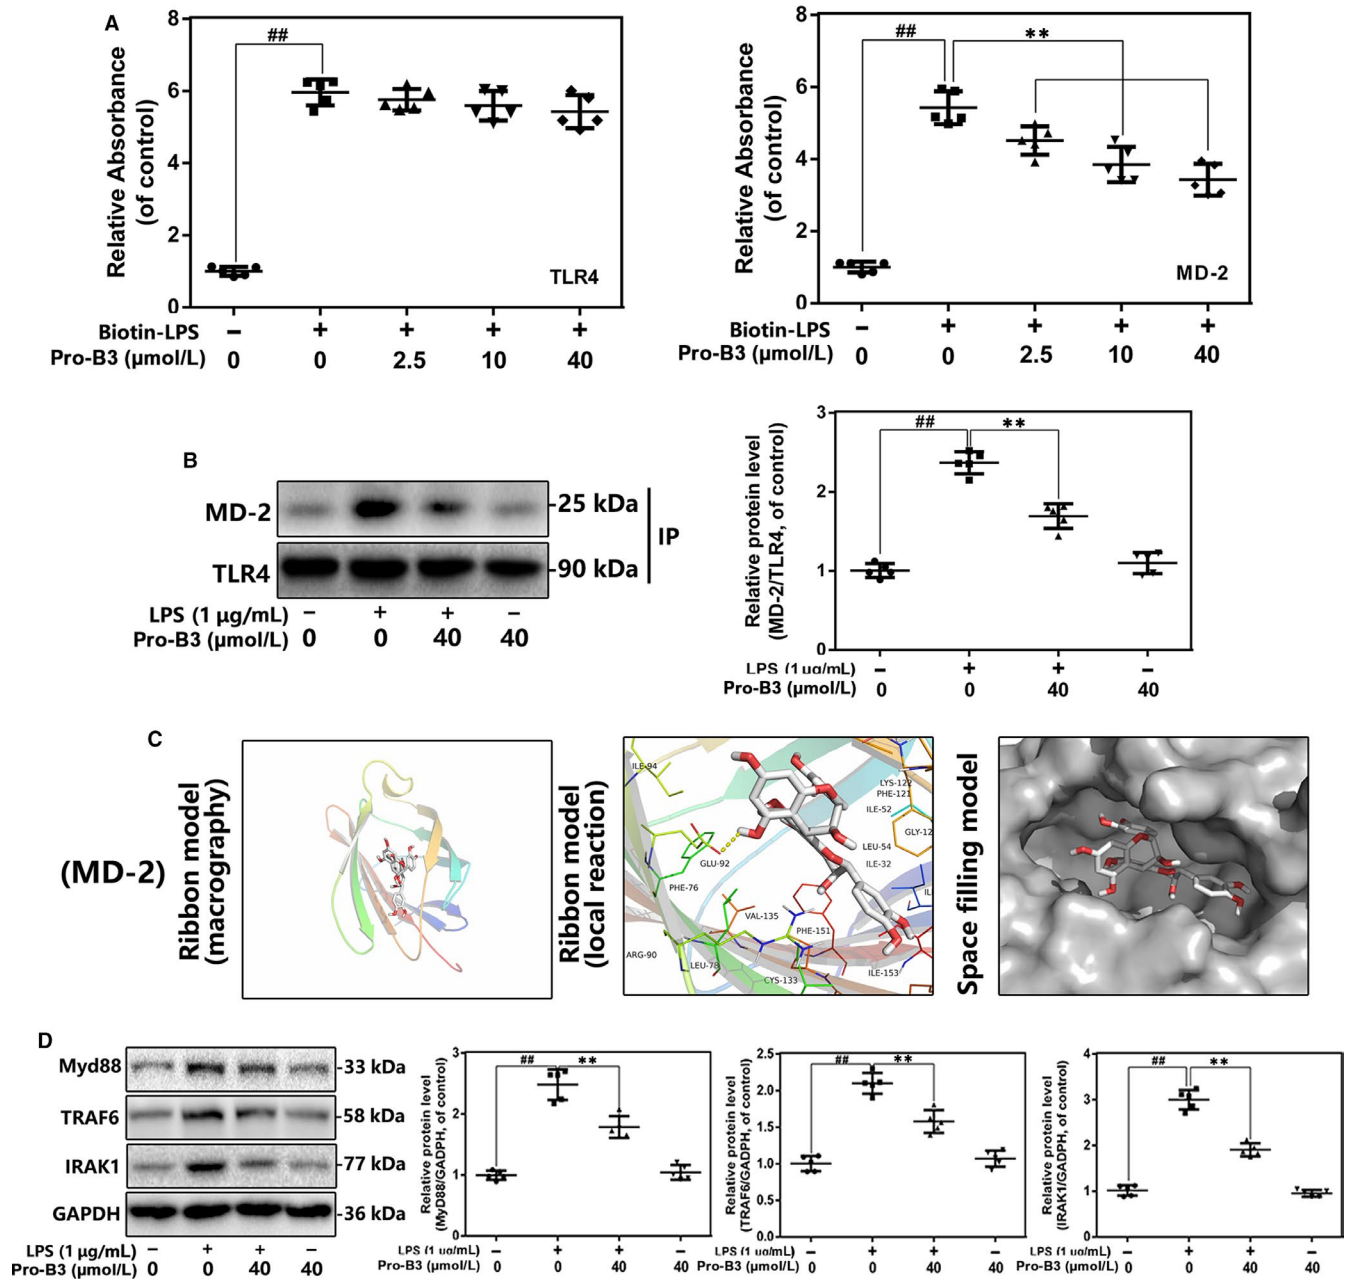 A
Relative Absorbance
(of control)
8
6
4
2
0
##
TLR4
Biotin-LPS − + + + +
Pro-B3 (μmol/L) 0 0 2.5 10 40
Relative Absorbance
(of control)
8
6
4
2
0
## **
MD-2
Biotin-LPS − + + + +
Pro-B3 (μmol/L) 0 0 2.5 10 40
B
MD-2 -25 kDa
TLR4 -90 kDa
IP
LPS (1 μg/mL) − + + −
Pro-B3 (μmol/L) 0 0 40 40
Relative protein level
(MD-2/TLR4, of control)
3
2
1
0
## **
LPS (1 ug/mL) − + + −
Pro-B3 (μmol/L) 0 0 40 40
C
(MD-2)
Ribbon model
(macrography)
Ribbon model
(local reaction)
ILE-94
LYS-122
PHE-121
ILE-52
GLY-12
LEU-54
ILE-32
GLU-92
PHE-76
VAL-135
PHE-151
ARG-90
LEU-78
CYS-133
ILE-153
Space filling model
D
Myd88 -33 kDa
TRAF6 -58 kDa
IRAK1 -77 kDa
GAPDH -36 kDa
LPS (1 μg/mL) − + + −
Pro-B3 (μmol/L) 0 0 40 40
Relative protein level
(MyD88/GADPH, of control)
3
2
1
0
## **
LPS (1 ug/mL) − + + −
Pro-B3 (μmol/L) 0 0 40 40
Relative protein level
(TRAF6/GADPH, of control)
2.5
2.0
1.5
1.0
0.5
0.0
## **
LPS (1 ug/mL) − + + −
Pro-B3 (μmol/L) 0 0 40 40
Relative protein level
(IRAK1/GADPH, of control)
4
3
2
1
0
## **
LPS (1 ug/mL) − + + −
Pro-B3 (μmol/L) 0 0 40 40